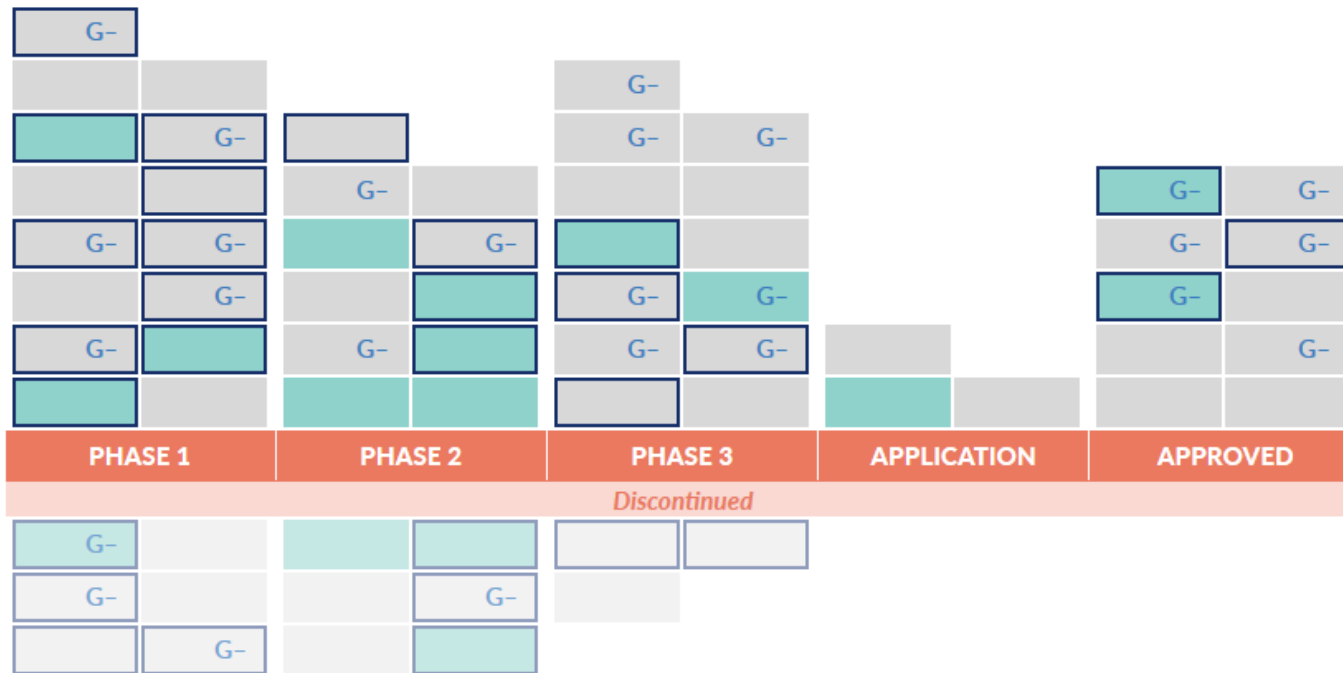 G–
G–
G–
G– G–
G– G– G–
G– G– G– G– G–
G– G– G– G–
G– G– G– G– G–
PHASE 1 PHASE 2 PHASE 3 APPLICATION APPROVED
Discontinued
G–
G– G–
G–